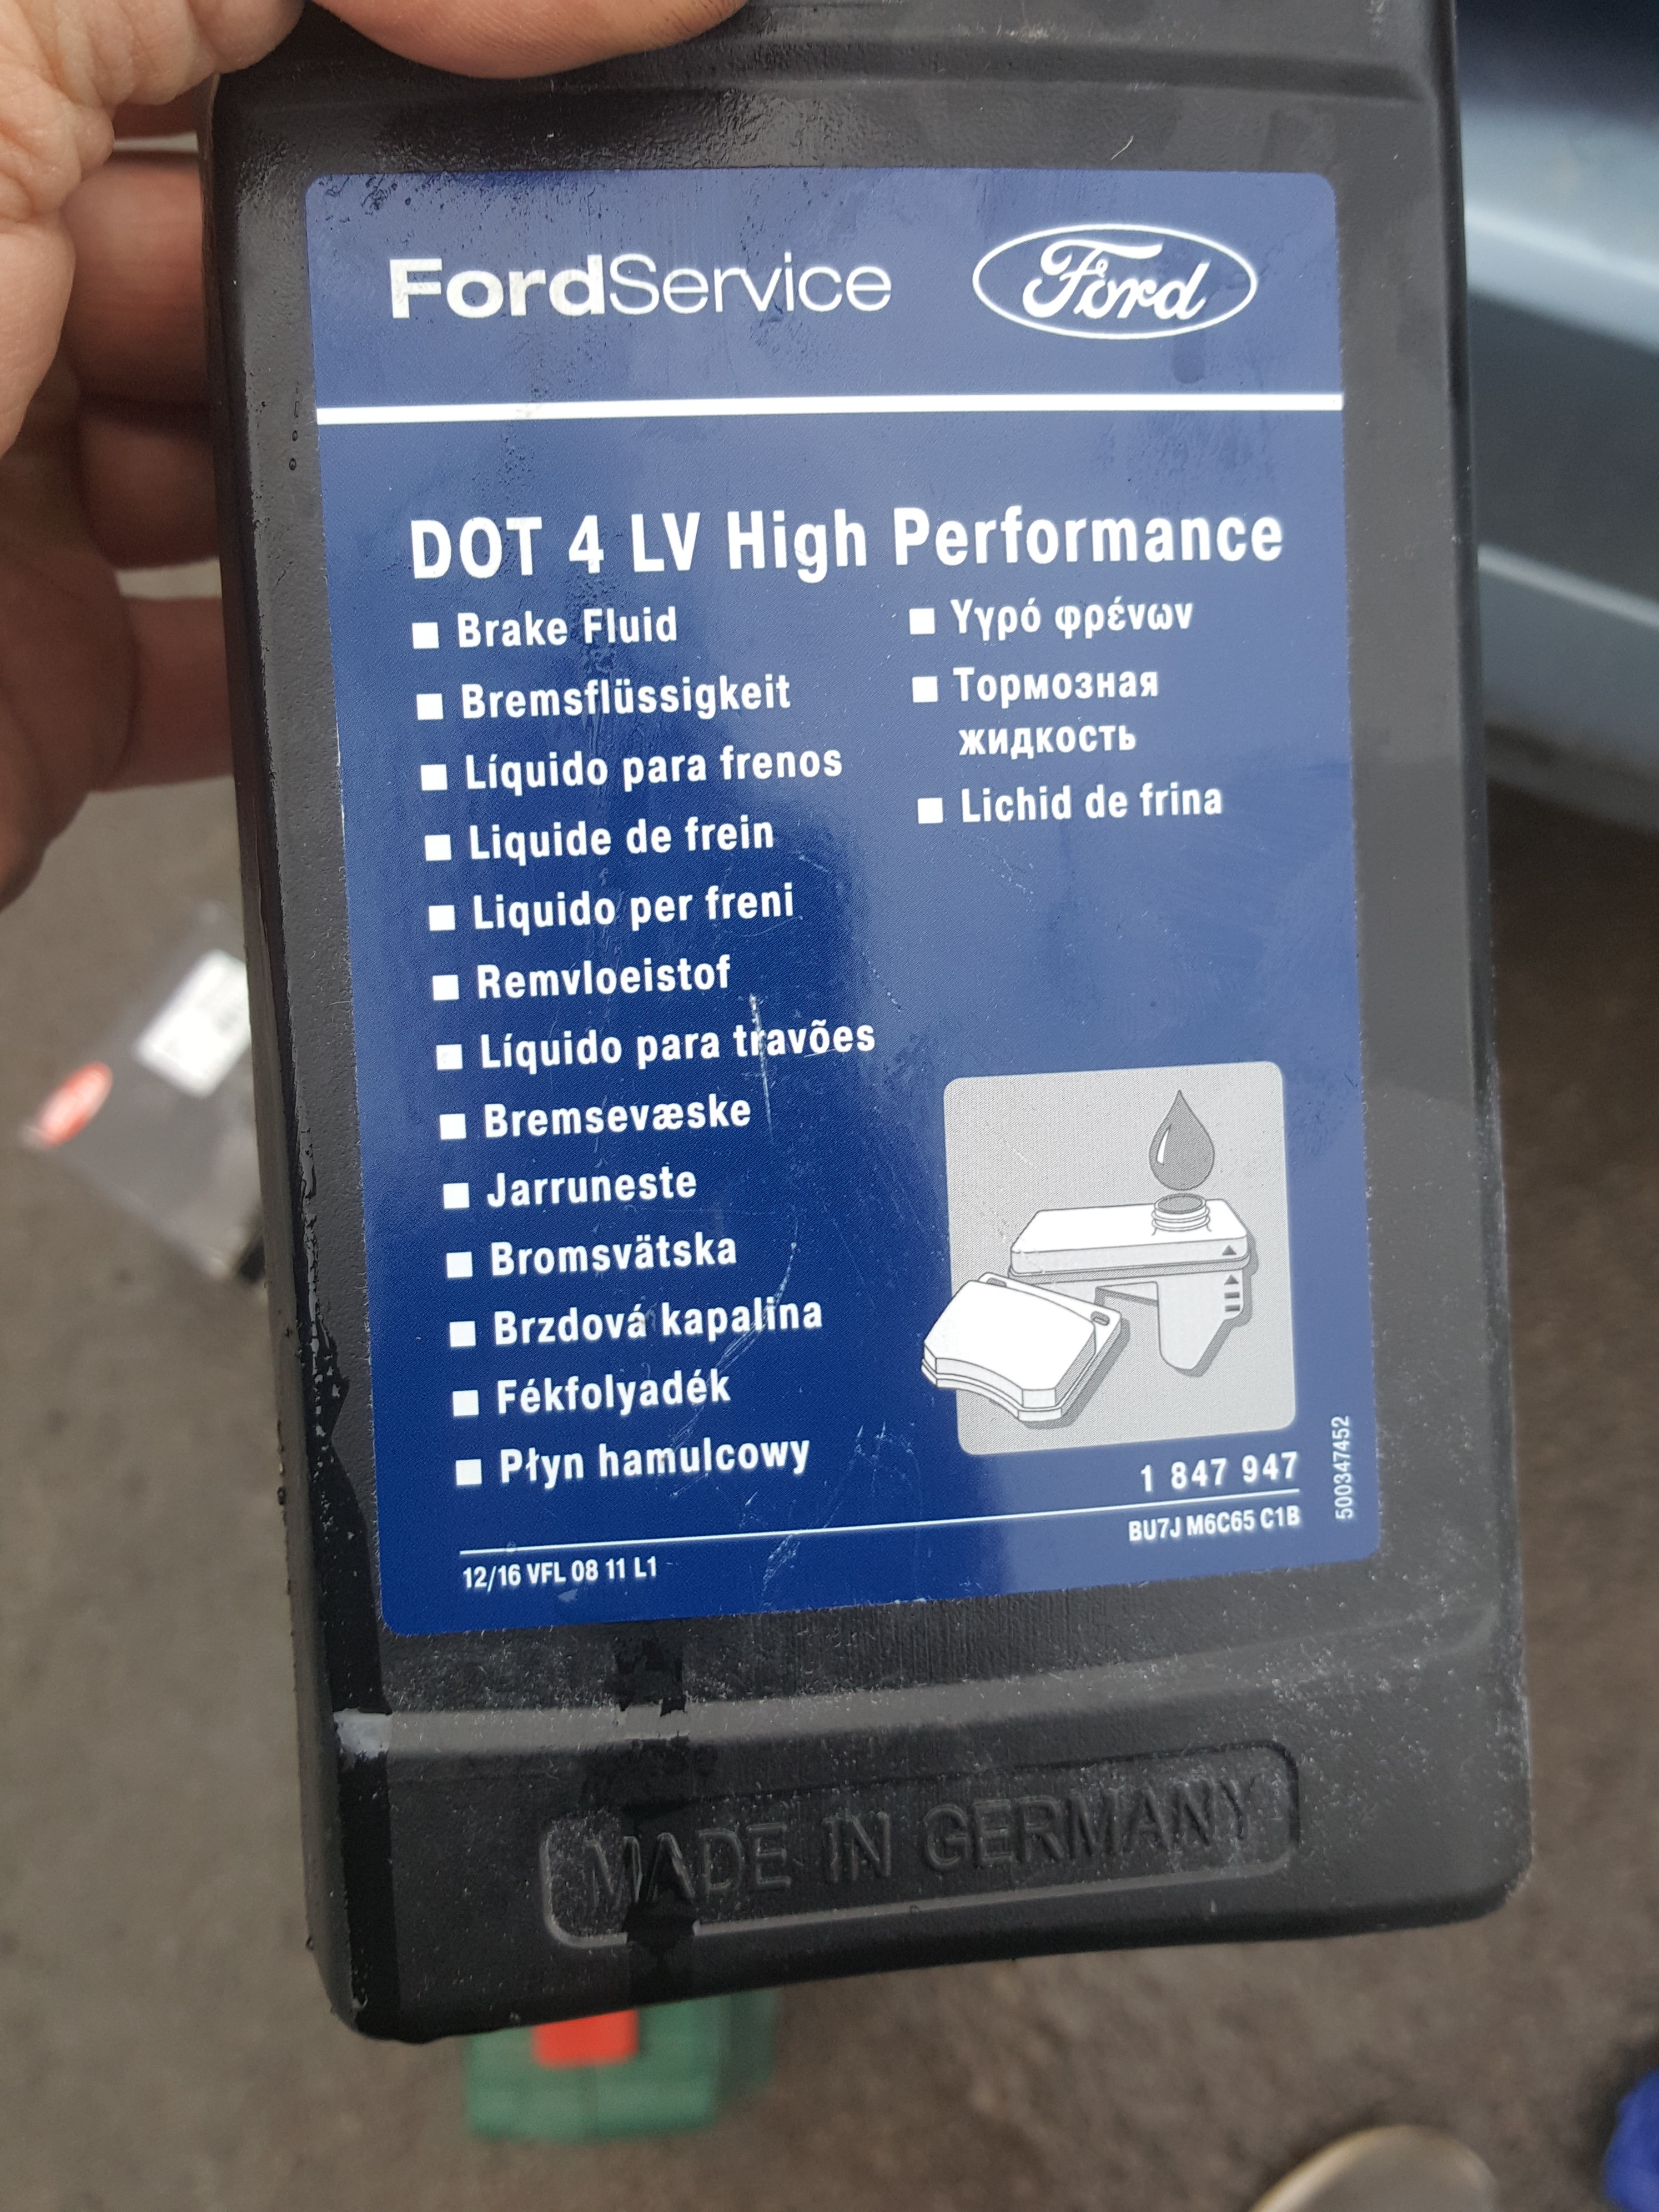 FordService
Ford
DOT 4 LV High Performance
Brake Fluid
Bremsflüssigkeit
Líquido para frenos
Liquide de frein
Liquido per freni
Remvloeistof
Líquido para travões
Bremsevæske
Jarruneste
Bromsvätska
Brzdová kapalina
Fékfolyadék
Płyn hamulcowy
Υγρό φρένων
Тормозная
жидкость
Lichid de frina
1 847 947
BU7J M6C65 C1B
500347452
12/16 VFL 08 11 L1
MADE IN GERMANY